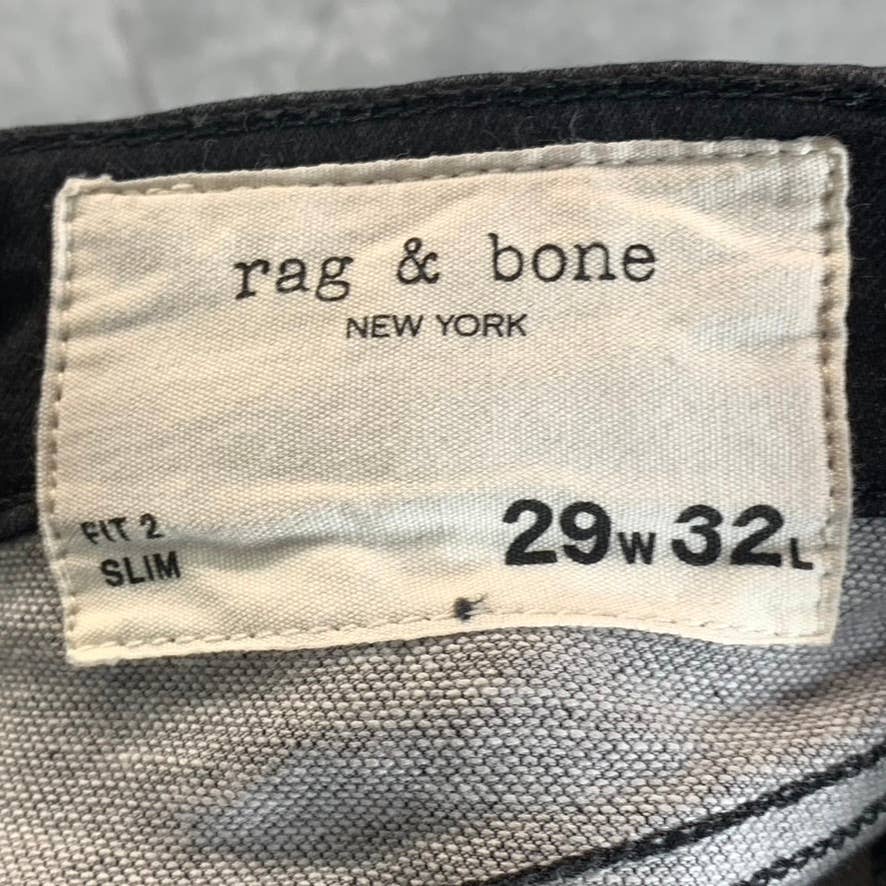 rag & bone
NEW YORK
FIT 2
SLIM
29W 32L